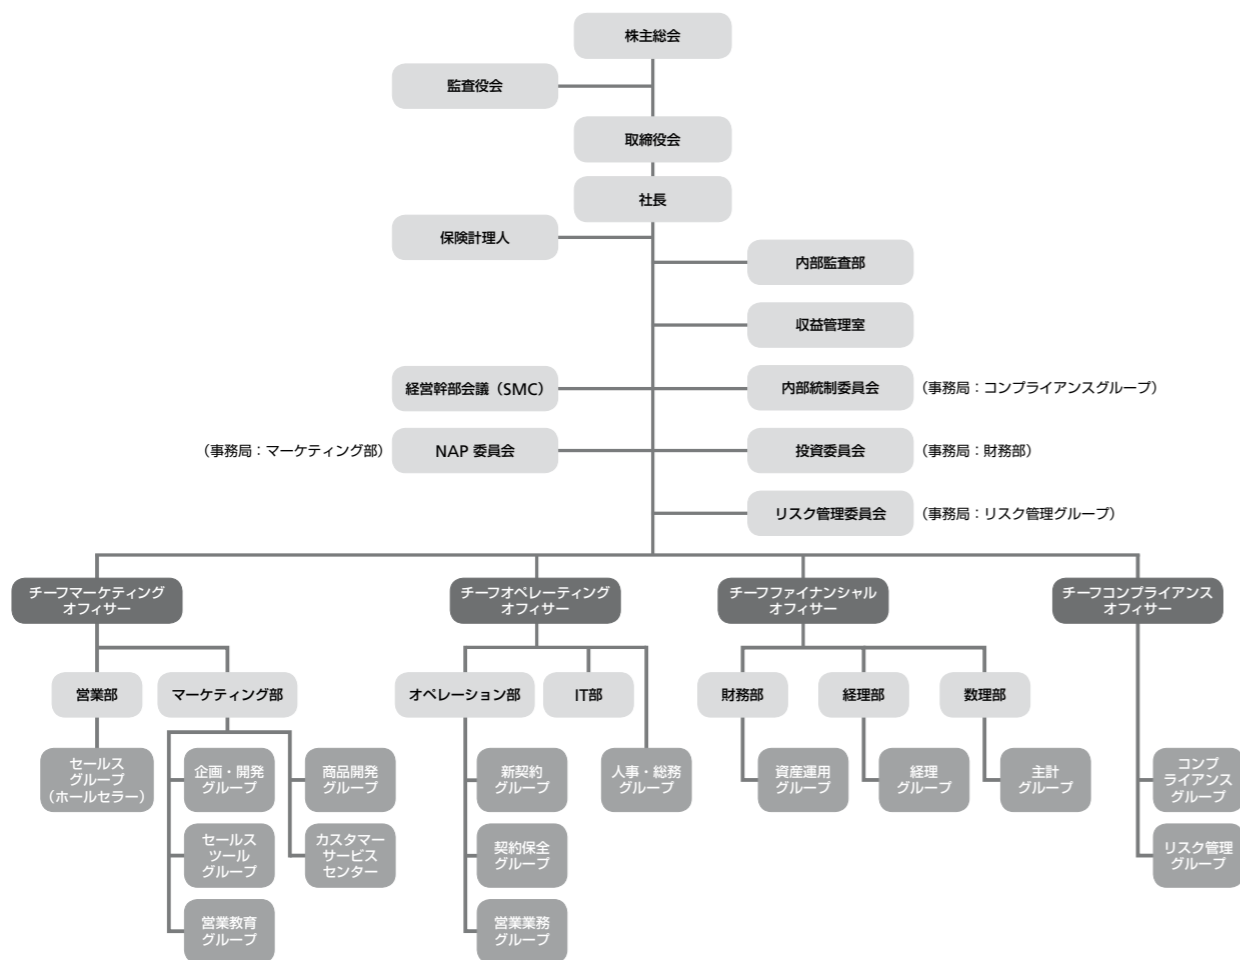 株主総会
監査役会
取締役会
社長
保険計理人
内部監査部
収益管理室
経営幹部会議（SMC）
内部統制委員会
（事務局：コンプライアンスグループ）
（事務局：マーケティング部）
NAP 委員会
投資委員会
（事務局：財務部）
リスク管理委員会
（事務局：リスク管理グループ）
チーフマーケティング
オフィサー
チーフオペレーティング
オフィサー
チーフファイナンシャル
オフィサー
チーフコンプライアンス
オフィサー
営業部
マーケティング部
オペレーション部
IT部
財務部
経理部
数理部
セールス
グループ
（ホールセラー）
企画・開発
グループ
商品開発
グループ
新契約
グループ
人事・総務
グループ
資産運用
グループ
経理
グループ
主計
グループ
コンプ
ライアンス
グループ
セールス
ツール
グループ
カスタマー
サービス
センター
契約保全
グループ
リスク管理
グループ
営業教育
グループ
営業業務
グループ